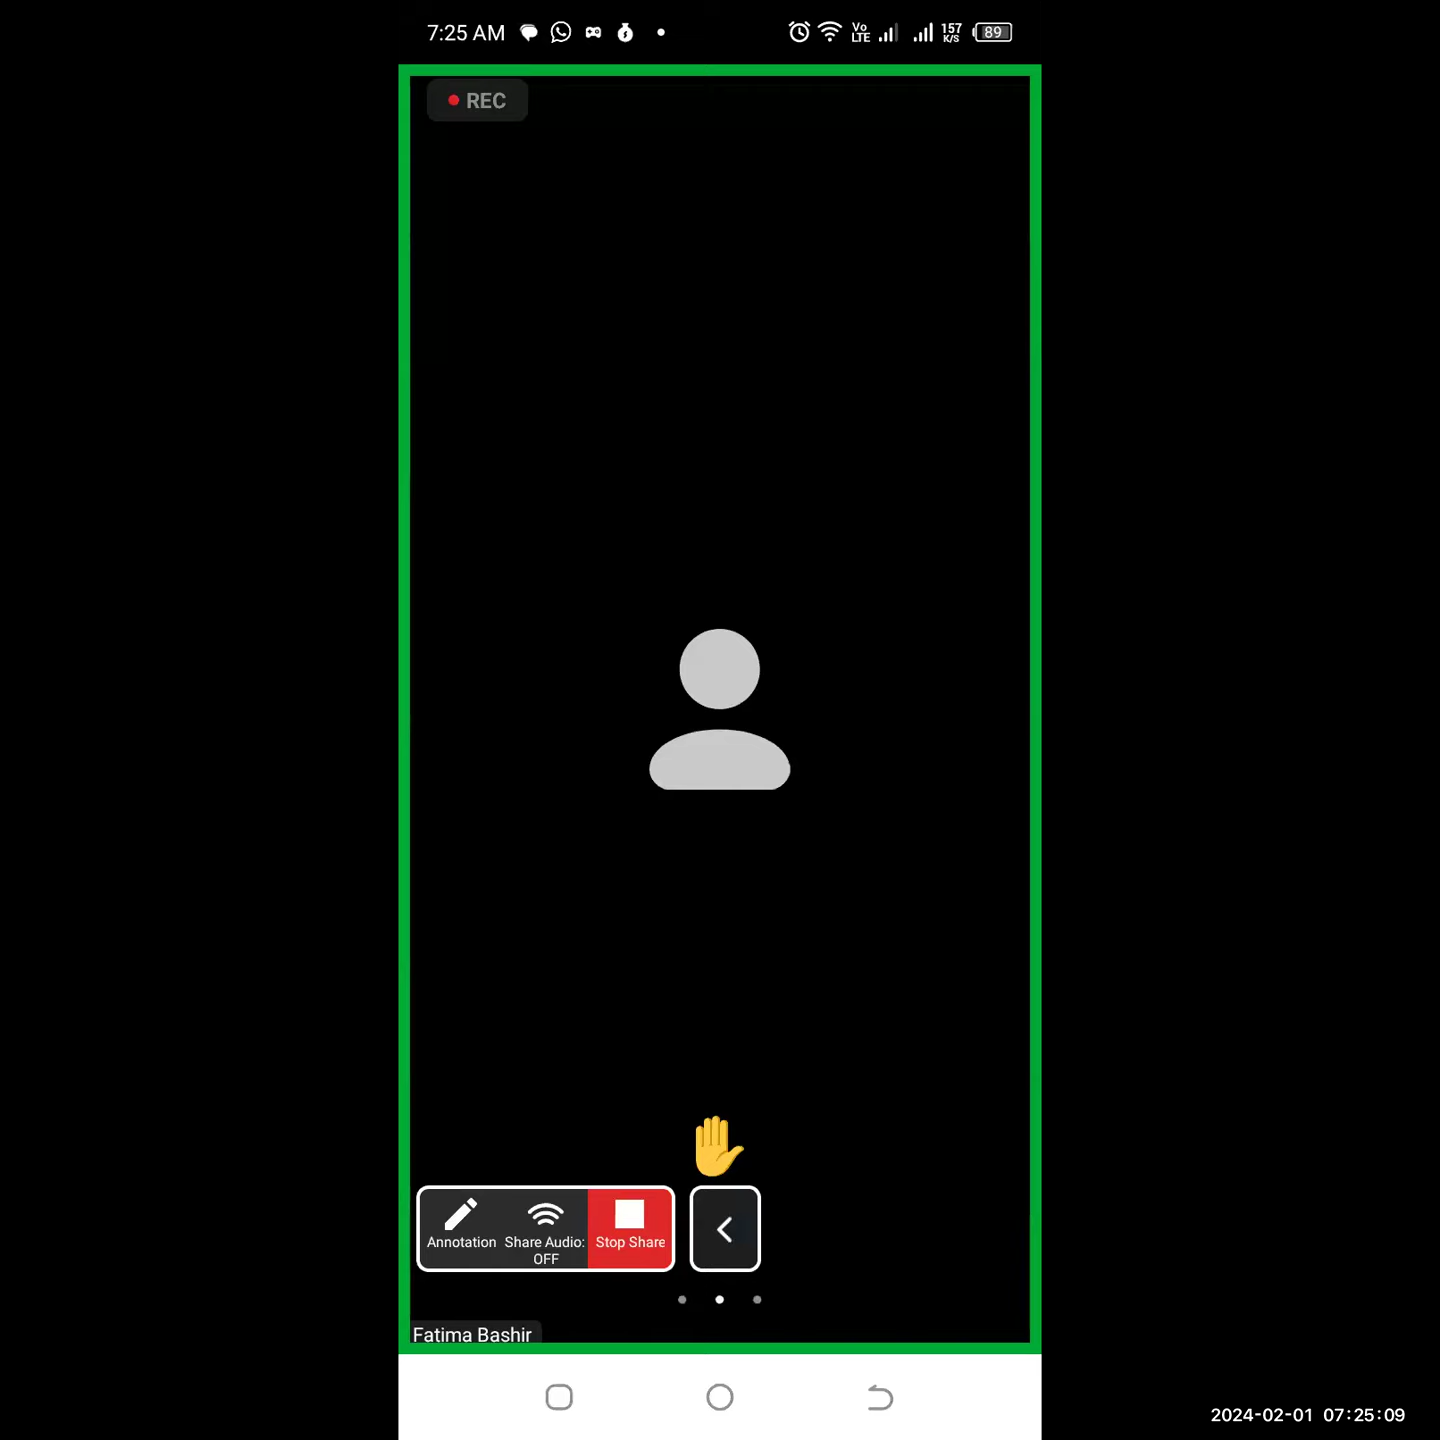 7:25 AM
Vo
LTE
157
K/S
89
REC
Annotation
Share Audio:
OFF
Stop Share
Fatima Bashir
2024-02-01 07:25:09